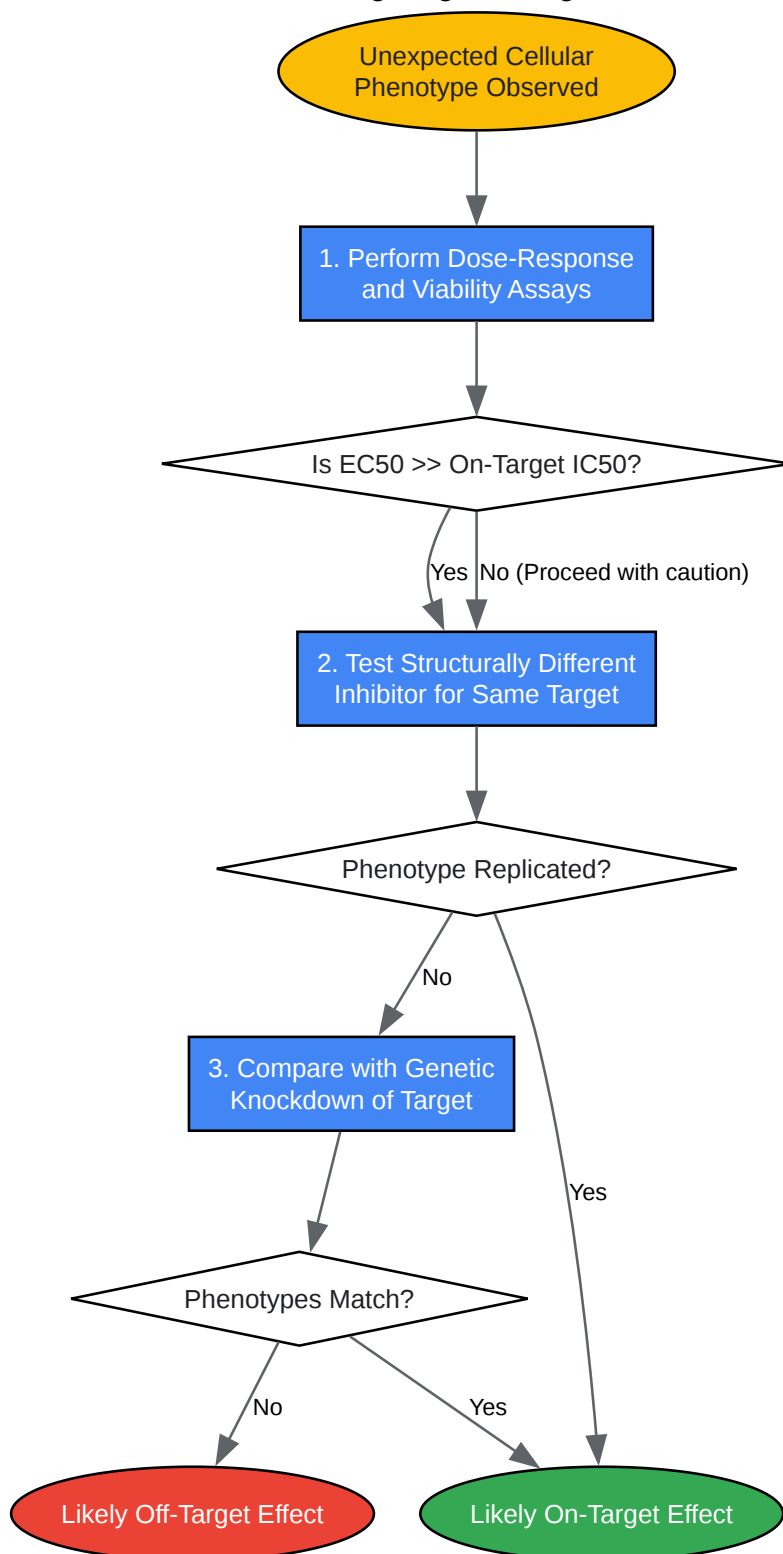 Unexpected Cellular
Phenotype Observed
1. Perform Dose-Response
and Viability Assays
Is EC50 >> On-Target IC50?
Yes
No (Proceed with caution)
2. Test Structurally Different
Inhibitor for Same Target
Phenotype Replicated?
No
3. Compare with Genetic
Knockdown of Target
Yes
Phenotypes Match?
No
Yes
Likely Off-Target Effect
Likely On-Target Effect